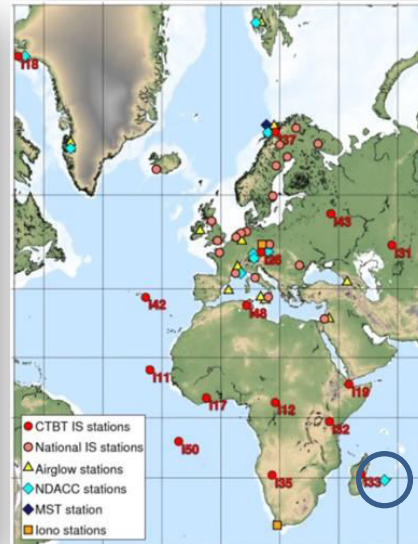 I18
I37
I43
I26
I31
I42
I48
I11
I17
I12
I19
I32
I50
I35
I33
CTBT IS stations
National IS stations
Airglow stations
NDACC stations
MST station
Iono stations